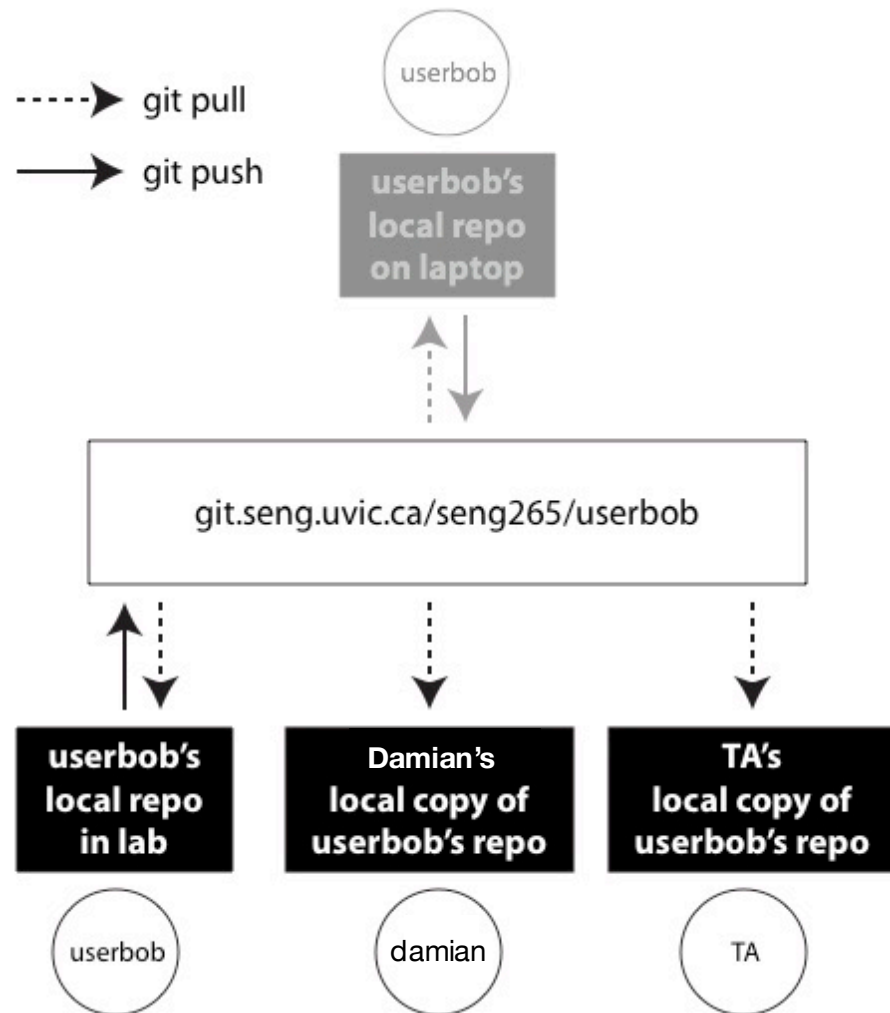 userbob
git pull
git push
userbob’s
local repo
on laptop
git.seng.uvic.ca/seng265/userbob
userbob’s
local repo
in lab
Damian’s
local copy of
userbob’s repo
TA’s
local copy of
userbob’s repo
userbob
damian
TA